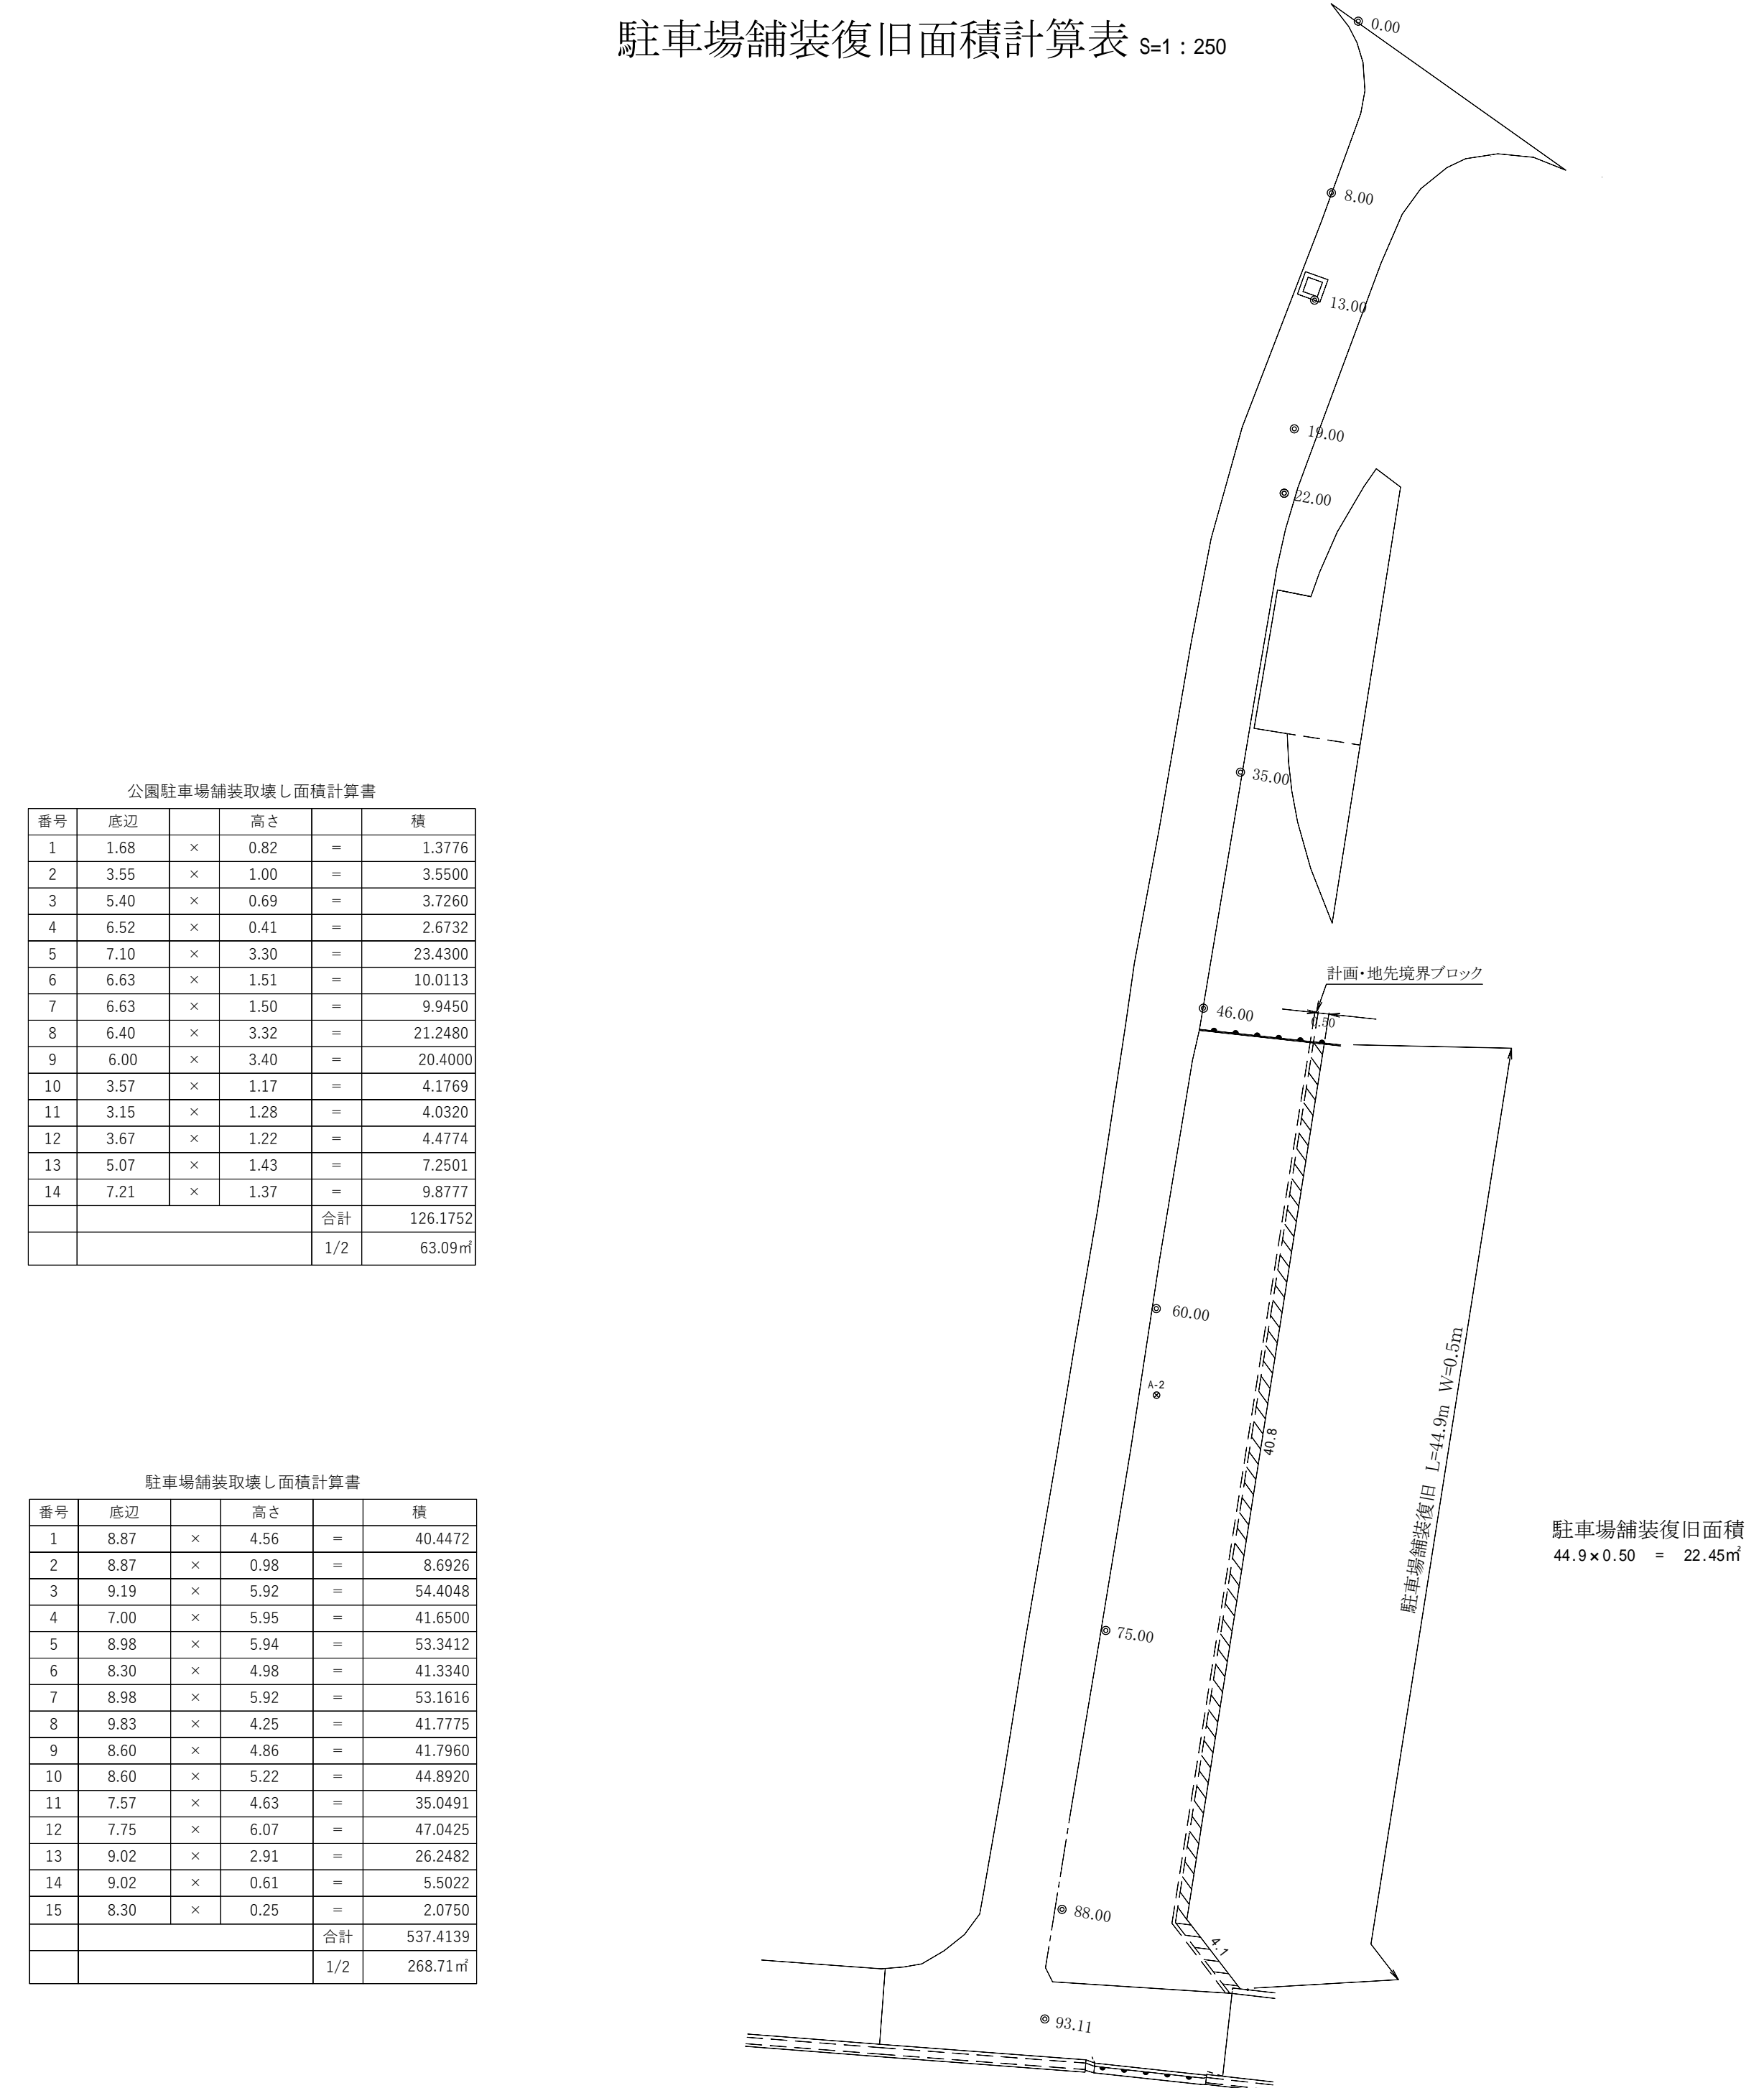 駐車場舗装復旧面積計算表 S=1：250
0.00
8.00
13.00
19.00
22.00
35.00
計画・地先境界ブロック
46.00
0.50
60.00
A-2
40.8
駐車場舗装復旧 L=44.9m W=0.5m
75.00
88.00
4.1
93.11
駐車場舗装復旧面積
44.9×0.50 = 22.45㎡
公園駐車場舗装取壊し面積計算書
番号 底辺 高さ 積
1 1.68 × 0.82 = 1.3776
2 3.55 × 1.00 = 3.5500
3 5.40 × 0.69 = 3.7260
4 6.52 × 0.41 = 2.6732
5 7.10 × 3.30 = 23.4300
6 6.63 × 1.51 = 10.0113
7 6.63 × 1.50 = 9.9450
8 6.40 × 3.32 = 21.2480
9 6.00 × 3.40 = 20.4000
10 3.57 × 1.17 = 4.1769
11 3.15 × 1.28 = 4.0320
12 3.67 × 1.22 = 4.4774
13 5.07 × 1.43 = 7.2501
14 7.21 × 1.37 = 9.8777
合計 126.1752
1/2 63.09㎡
駐車場舗装取壊し面積計算書
番号 底辺 高さ 積
1 8.87 × 4.56 = 40.4472
2 8.87 × 0.98 = 8.6926
3 9.19 × 5.92 = 54.4048
4 7.00 × 5.95 = 41.6500
5 8.98 × 5.94 = 53.3412
6 8.30 × 4.98 = 41.3340
7 8.98 × 5.92 = 53.1616
8 9.83 × 4.25 = 41.7775
9 8.60 × 4.86 = 41.7960
10 8.60 × 5.22 = 44.8920
11 7.57 × 4.63 = 35.0491
12 7.75 × 6.07 = 47.0425
13 9.02 × 2.91 = 26.2482
14 9.02 × 0.61 = 5.5022
15 8.30 × 0.25 = 2.0750
合計 537.4139
1/2 268.71㎡